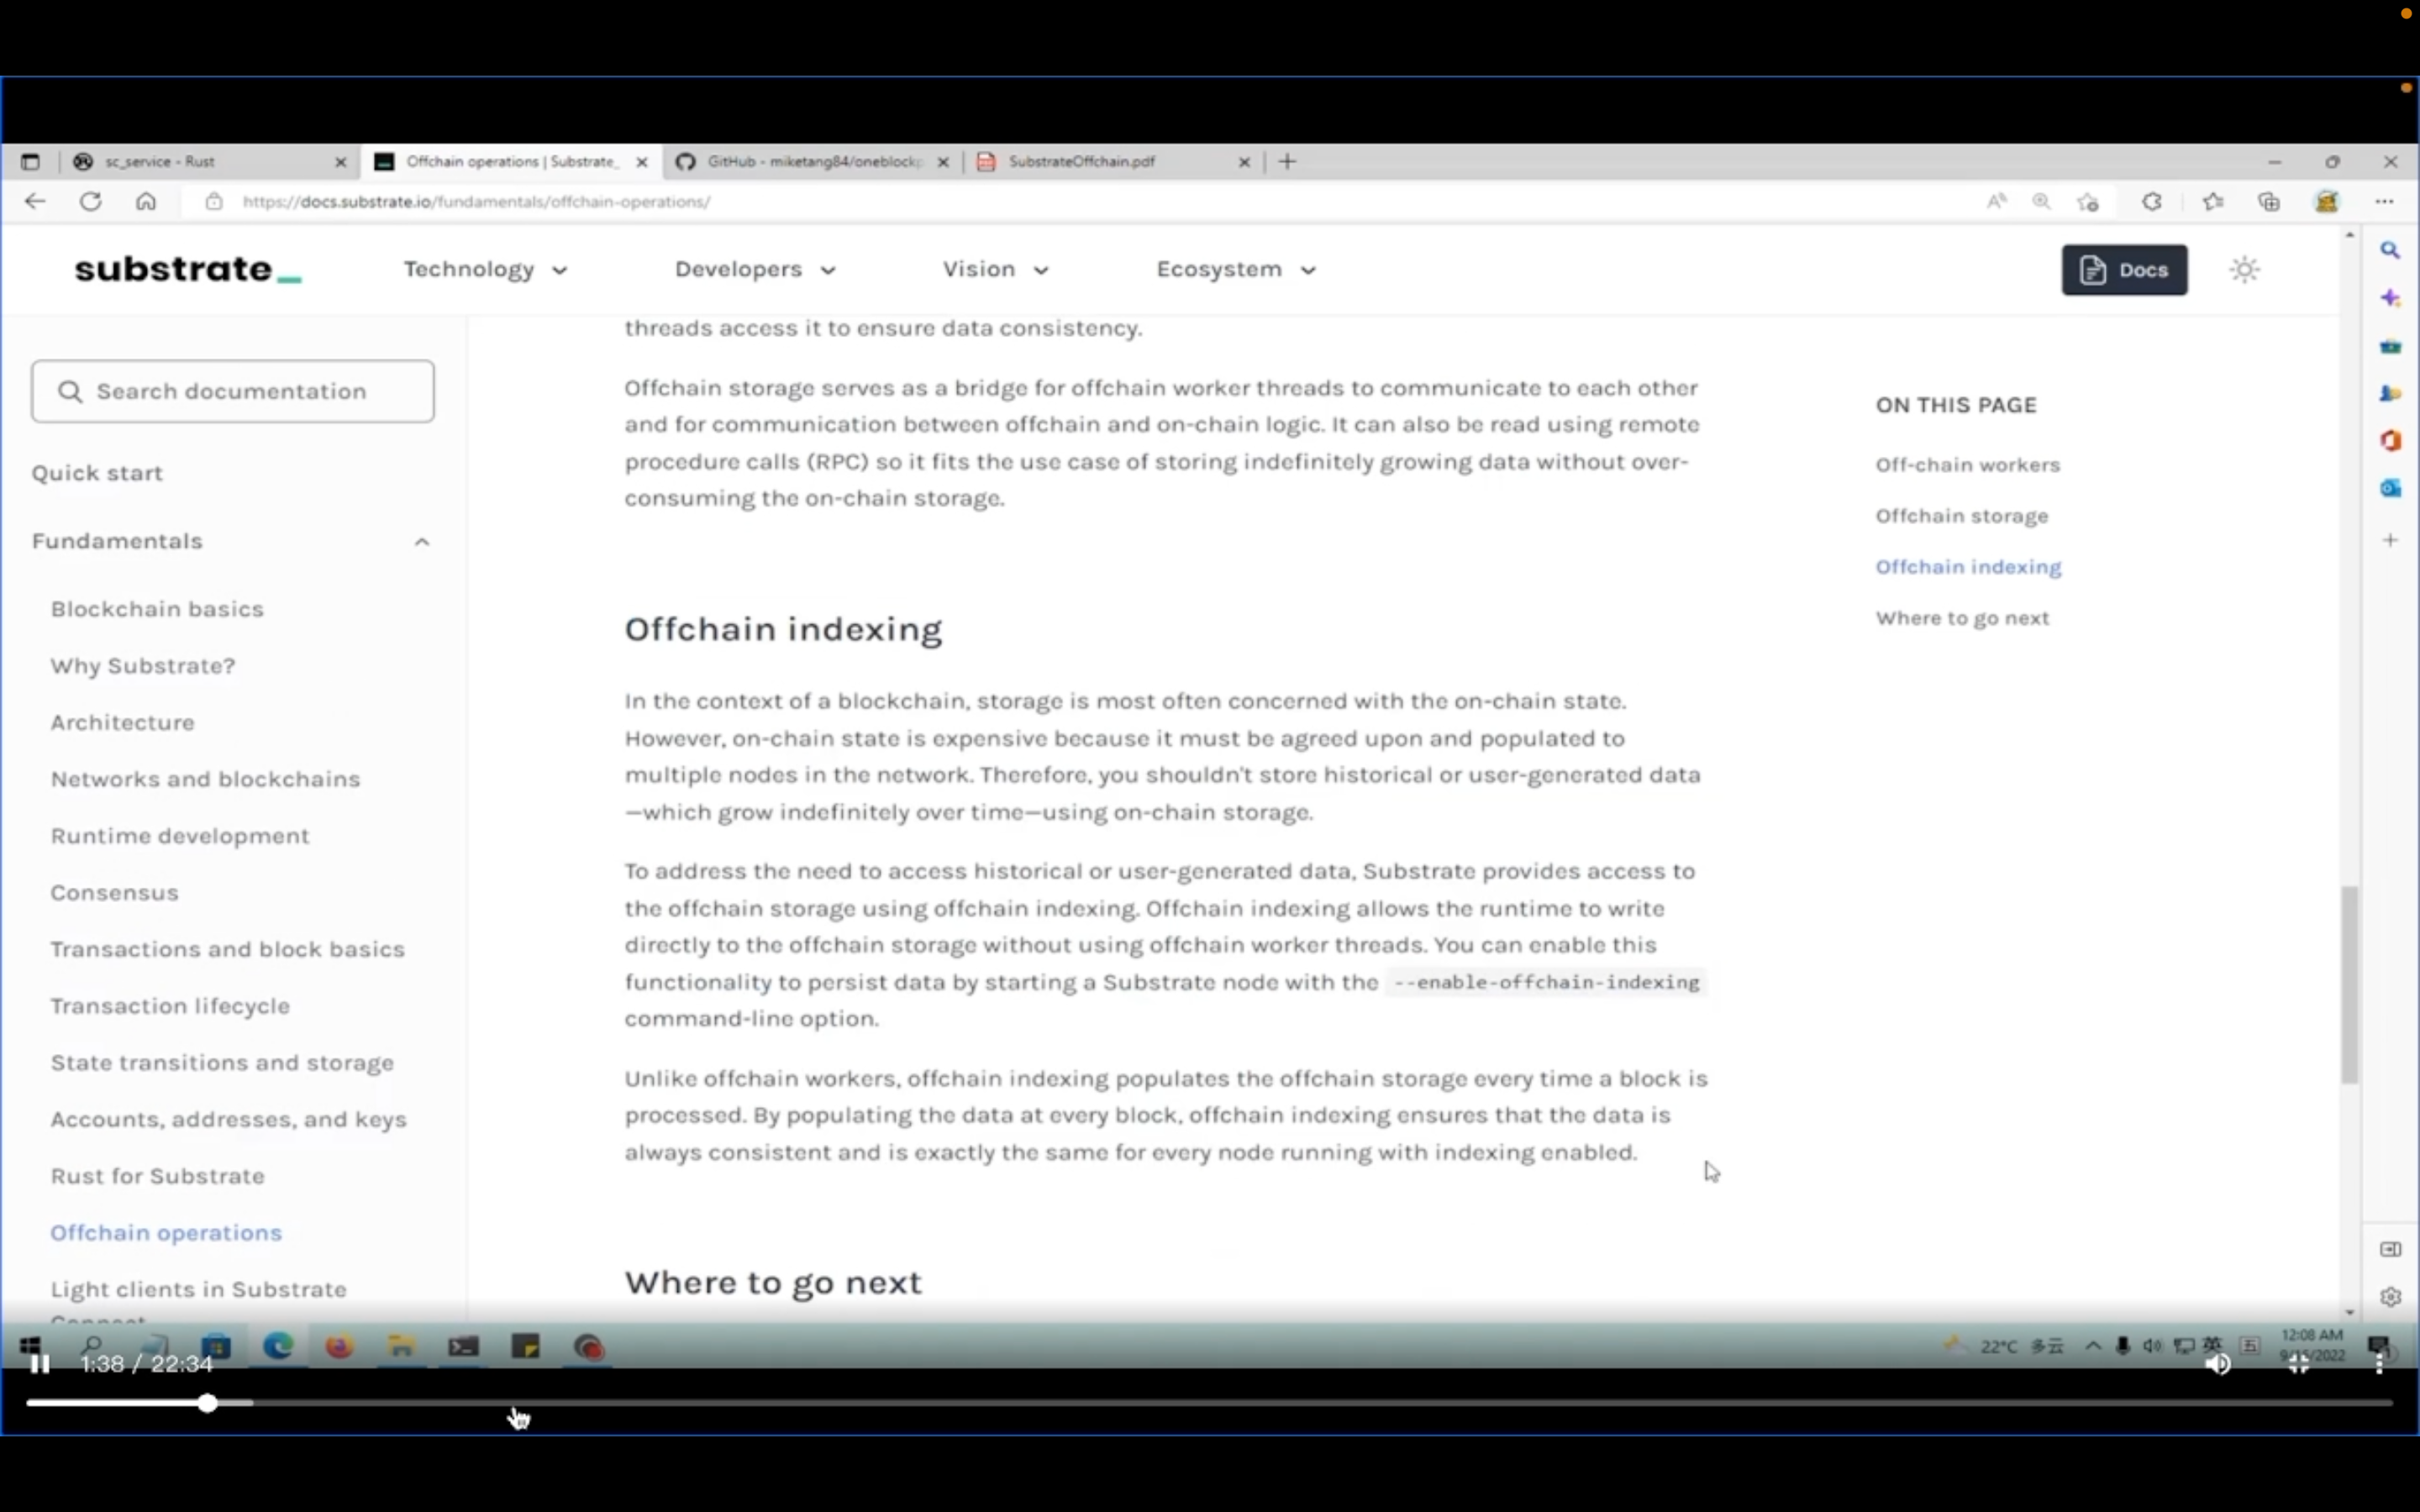 sc_service - Rust
Offchain operations | Substrate_
GitHub - miketang84/oneblockp
SubstrateOffchain.pdf
https://docs.substrate.io/fundamentals/offchain-operations/
substrate_
Technology
Developers
Vision
Ecosystem
Docs
Search documentation
Quick start
Fundamentals
Blockchain basics
Why Substrate?
Architecture
Networks and blockchains
Runtime development
Consensus
Transactions and block basics
Transaction lifecycle
State transitions and storage
Accounts, addresses, and keys
Rust for Substrate
Offchain operations
Light clients in Substrate
Connect
threads access it to ensure data consistency.
Offchain storage serves as a bridge for offchain worker threads to communicate to each other
and for communication between offchain and on-chain logic. It can also be read using remote
procedure calls (RPC) so it fits the use case of storing indefinitely growing data without over-
consuming the on-chain storage.
Offchain indexing
In the context of a blockchain, storage is most often concerned with the on-chain state.
However, on-chain state is expensive because it must be agreed upon and populated to
multiple nodes in the network. Therefore, you shouldn't store historical or user-generated data
—which grow indefinitely over time—using on-chain storage.
To address the need to access historical or user-generated data, Substrate provides access to
the offchain storage using offchain indexing. Offchain indexing allows the runtime to write
directly to the offchain storage without using offchain worker threads. You can enable this
functionality to persist data by starting a Substrate node with the --enable-offchain-indexing
command-line option.
Unlike offchain workers, offchain indexing populates the offchain storage every time a block is
processed. By populating the data at every block, offchain indexing ensures that the data is
always consistent and is exactly the same for every node running with indexing enabled.
Where to go next
ON THIS PAGE
Off-chain workers
Offchain storage
Offchain indexing
Where to go next
22°C 多云
英
12:08 AM
1:38 / 22:34